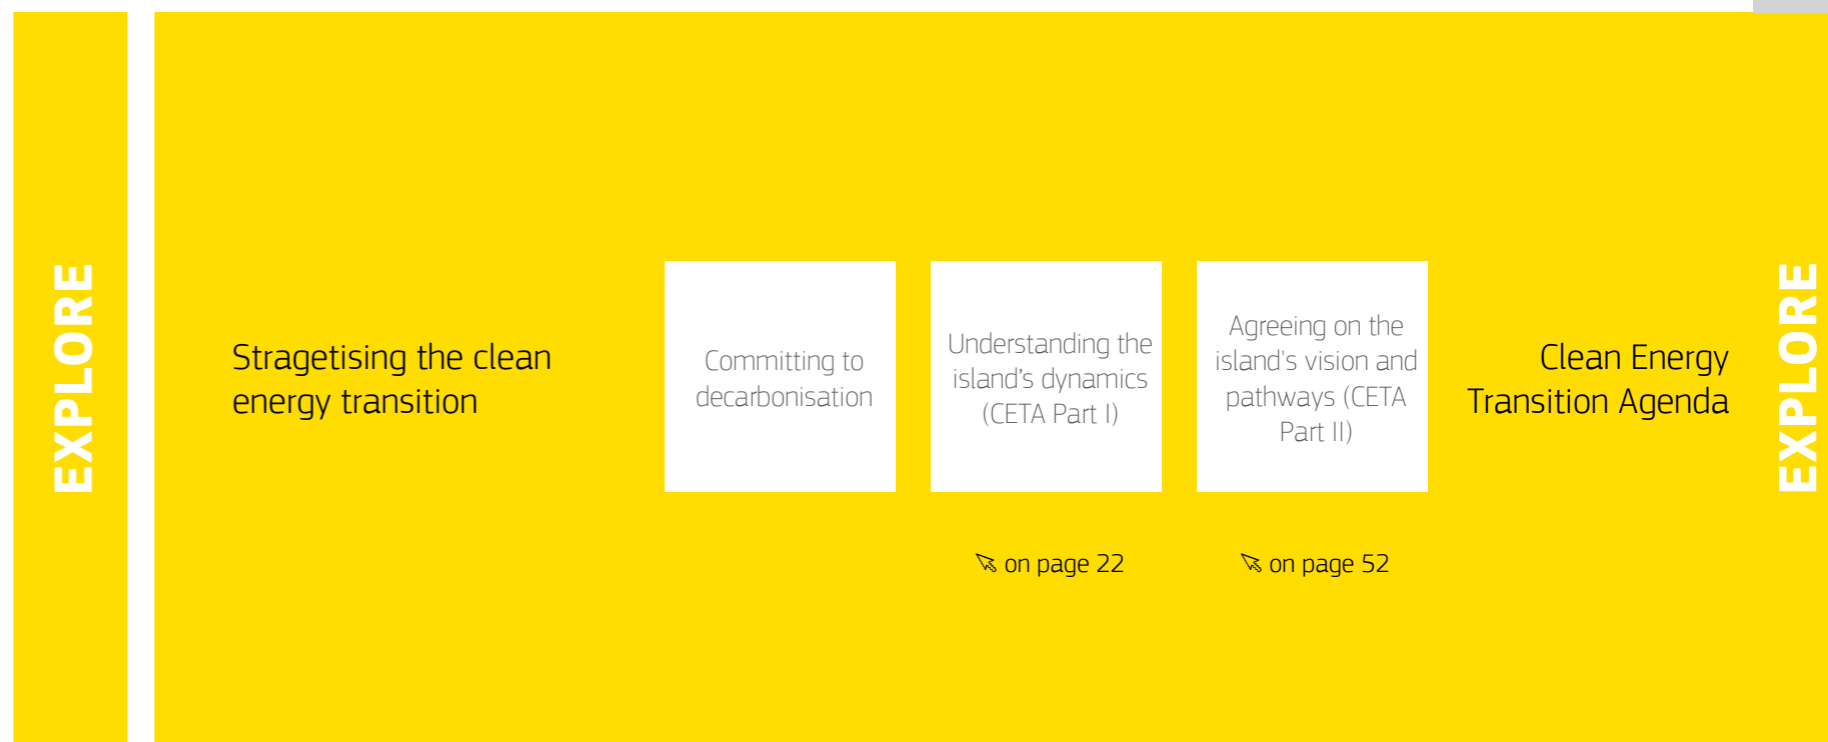 EXPLORE
Stragetising the clean
energy transition
Committing to
decarbonisation
Understanding the
island’s dynamics
(CETA Part I)
on page 22
Agreeing on the
island's vision and
pathways (CETA
Part II)
on page 52
Clean Energy
Transition Agenda
EXPLORE